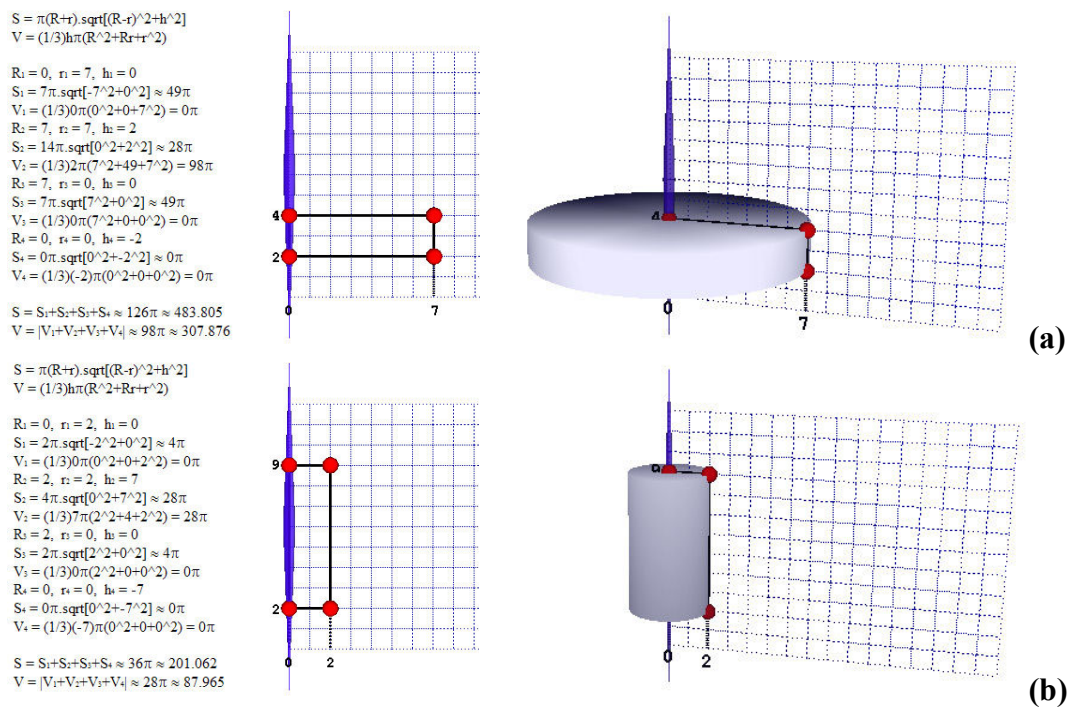 S = π(R+r).sqrt[(R-r)^2+h^2]
V = (1/3)hπ(R^2+Rr+r^2)
R₁ = 0, r₁ = 7, h₁ = 0
S₁ = 7π.sqrt[-7^2+0^2] ≈ 49π
V₁ = (1/3)0π(0^2+0+7^2) = 0π
R₂ = 7, r₂ = 7, h₂ = 2
S₂ = 14π.sqrt[0^2+2^2] ≈ 28π
V₂ = (1/3)2π(7^2+49+7^2) = 98π
R₃ = 7, r₃ = 0, h₃ = 0
S₃ = 7π.sqrt[7^2+0^2] ≈ 49π
V₃ = (1/3)0π(7^2+0+0^2) = 0π
R₄ = 0, r₄ = 0, h₄ = -2
S₄ = 0π.sqrt[0^2+-2^2] ≈ 0π
V₄ = (1/3)(-2)π(0^2+0+0^2) = 0π
S = S₁+S₂+S₃+S₄ ≈ 126π ≈ 483.805
V = |V₁+V₂+V₃+V₄| ≈ 98π ≈ 307.876
4
2
0
7
4
0
7
(a)
S = π(R+r).sqrt[(R-r)^2+h^2]
V = (1/3)hπ(R^2+Rr+r^2)
R₁ = 0, r₁ = 2, h₁ = 0
S₁ = 2π.sqrt[-2^2+0^2] ≈ 4π
V₁ = (1/3)0π(0^2+0+2^2) = 0π
R₂ = 2, r₂ = 2, h₂ = 7
S₂ = 4π.sqrt[0^2+7^2] ≈ 28π
V₂ = (1/3)7π(2^2+4+2^2) = 28π
R₃ = 2, r₃ = 0, h₃ = 0
S₃ = 2π.sqrt[2^2+0^2] ≈ 4π
V₃ = (1/3)0π(2^2+0+0^2) = 0π
R₄ = 0, r₄ = 0, h₄ = -7
S₄ = 0π.sqrt[0^2+-7^2] ≈ 0π
V₄ = (1/3)(-7)π(0^2+0+0^2) = 0π
S = S₁+S₂+S₃+S₄ ≈ 36π ≈ 201.062
V = |V₁+V₂+V₃+V₄| ≈ 28π ≈ 87.965
9
2
0
2
9
0
2
(b)